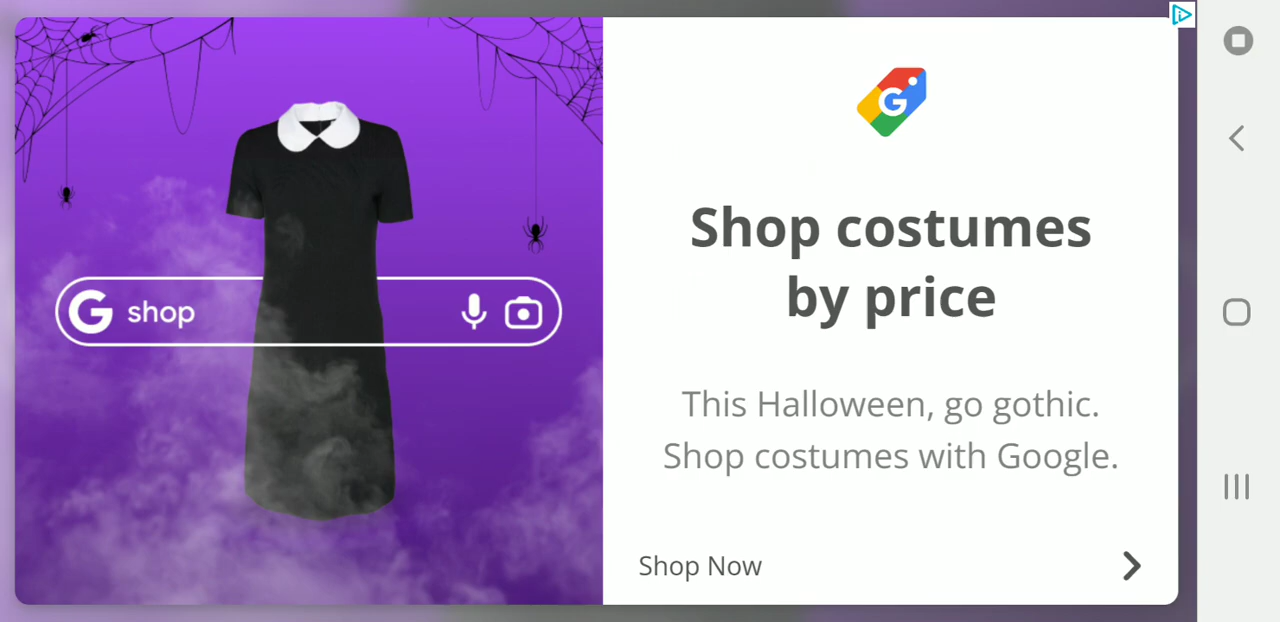 G shop
G
Shop costumes
by price
This Halloween, go gothic.
Shop costumes with Google.
Shop Now